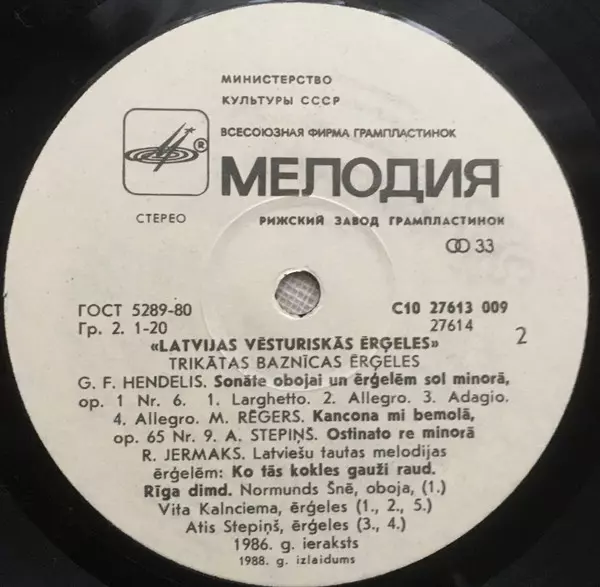 МИНИСТЕРСТВО
КУЛЬТУРЫ СССР
ВСЕСОЮЗНАЯ ФИРМА ГРАМПЛАСТИНОК
®
МЕЛОДИЯ
СТЕРЕО
РИЖСКИЙ ЗАВОД ГРАМПЛАСТИНОК
33
ГОСТ 5289-80
С10 27613 009
Гр. 2. 1-20
27614
2
«LATVIJAS VĒSTURISKĀS ĒRĢELES»
TRIKĀTAS BAZNĪCAS ĒRĢELES
G. F. HENDELIS. Sonāte obojai un ērģelēm sol minorā,
op. 1 Nr. 6. 1. Larghetto. 2. Allegro. 3. Adagio.
4. Allegro. M. RĒGERS. Kancona mi bemolā,
op. 65 Nr. 9. A. STEPIŅŠ. Ostinato re minorā
R. JERMAKS. Latviešu tautas melodijas
ērģelēm: Ko tās kokles gauži raud.
Rīga dimd. Normunds Šnē, oboja, (1.)
Vita Kalnciema, ērģeles (1., 2., 5.)
Atis Stepiņš, ērģeles (3., 4.)
1986. g. ieraksts
1988. g. izlaidums